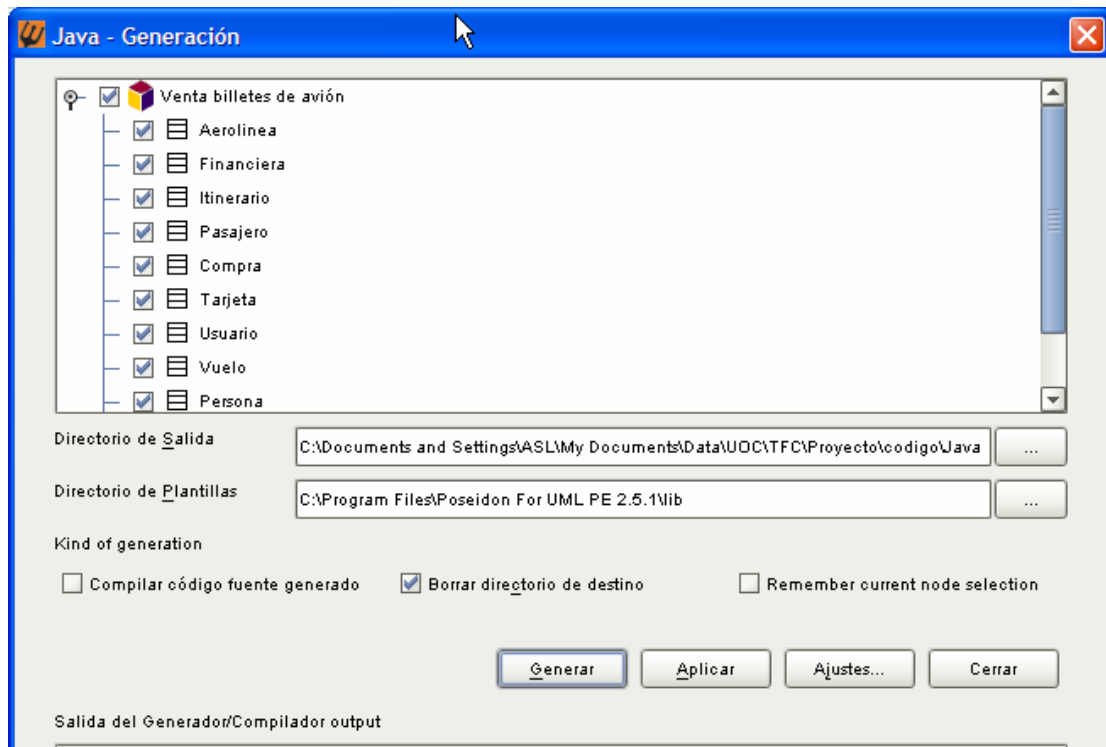 Java - Generación
Venta billetes de avión
Aerolinea
Financiera
Itinerario
Pasajero
Compra
Tarjeta
Usuario
Vuelo
Persona
Directorio de Salida
C:\Documents and Settings\ASL\My Documents\Data\UOC\TFC\Proyecto\codigo\Java
...
Directorio de Plantillas
C:\Program Files\Poseidon For UML PE 2.5.1\lib
...
Kind of generation
Compilar código fuente generado Borrar directorio de destino Remember current node selection
Generar Aplicar Ajustes... Cerrar
Salida del Generador/Compilador output